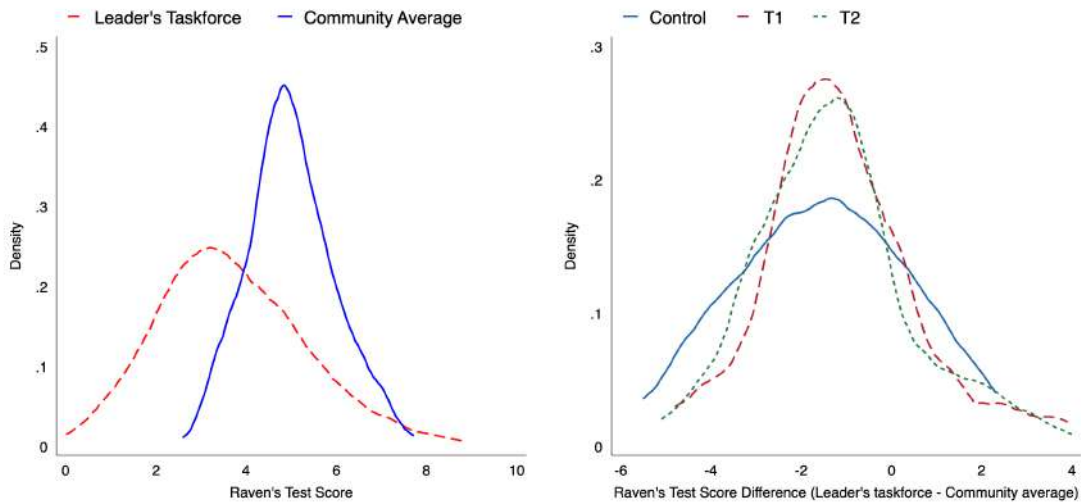 Leader's Taskforce Community Average
.5
.4
.3
.2
.1
0
Density
0 2 4 6 8 10
Raven's Test Score
Control T1 T2
.3
.2
.1
0
Density
-6 -4 -2 0 2 4
Raven's Test Score Difference (Leader's taskforce - Community average)